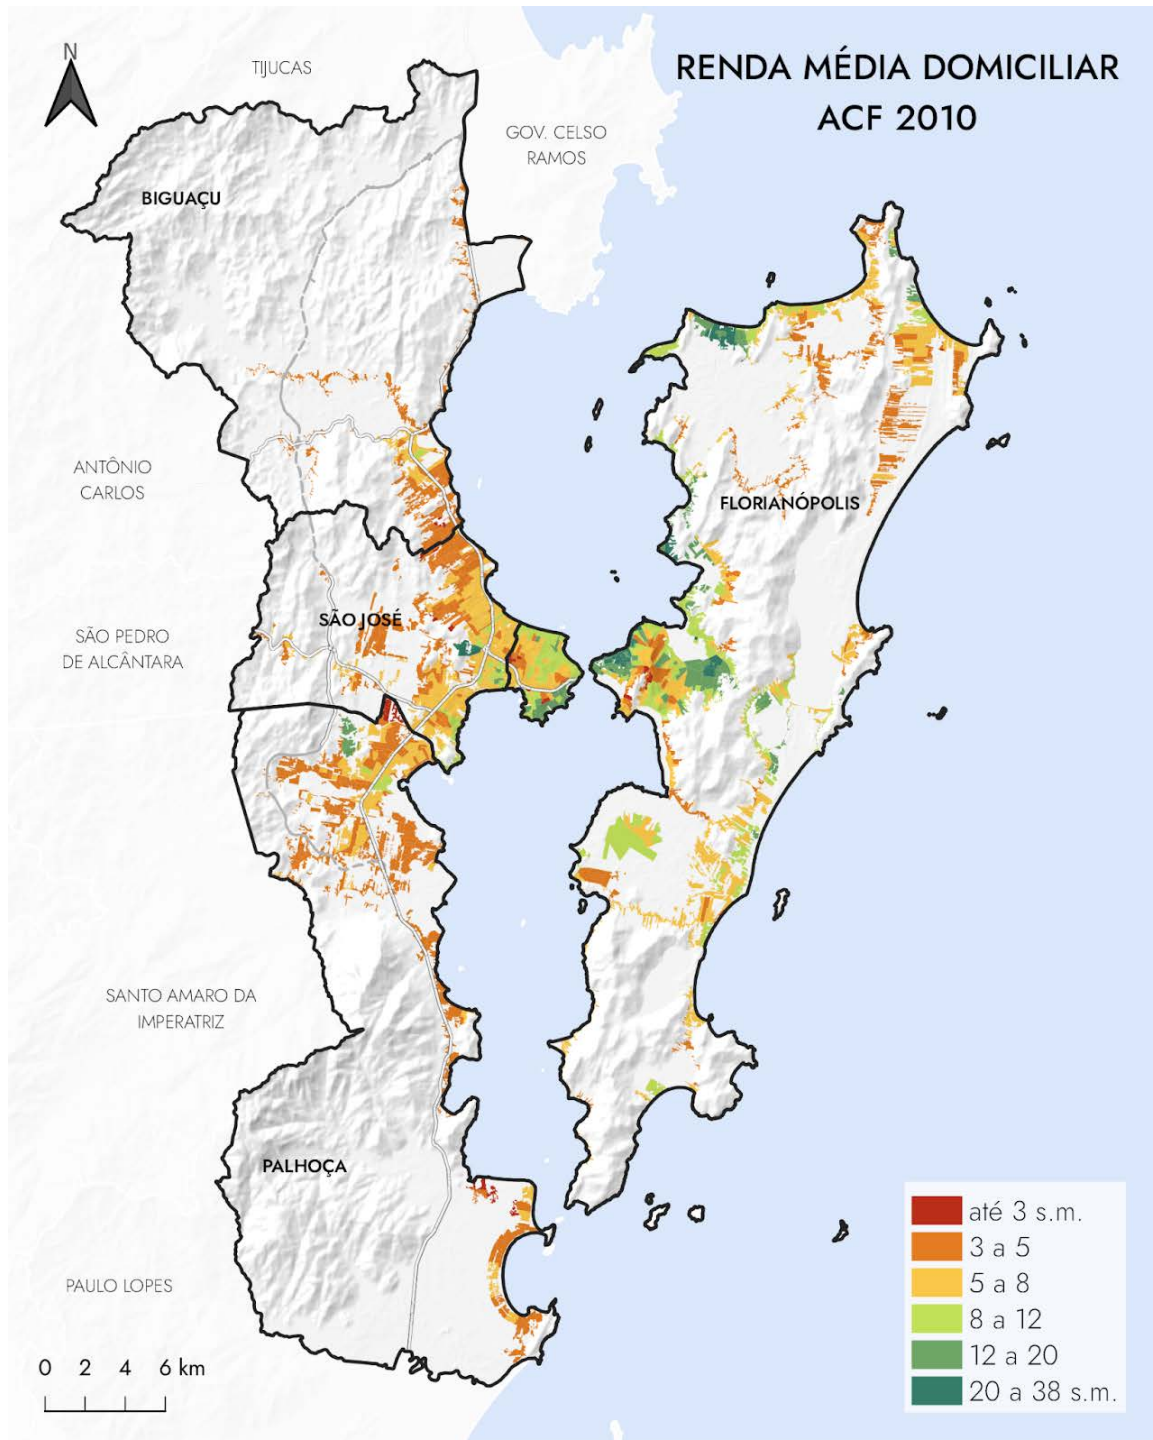 N
TIJUCAS
RENDA MÉDIA DOMICILIAR
ACF 2010
GOV. CELSO
RAMOS
BIGUAÇU
ANTÔNIO
CARLOS
FLORIANÓPOLIS
SÃO JOSÉ
SÃO PEDRO
DE ALCÂNTARA
SANTO AMARO DA
IMPERATRIZ
PALHOÇA
PAULO LOPES
até 3 s.m.
3 a 5
5 a 8
8 a 12
12 a 20
20 a 38 s.m.
0 2 4 6 km